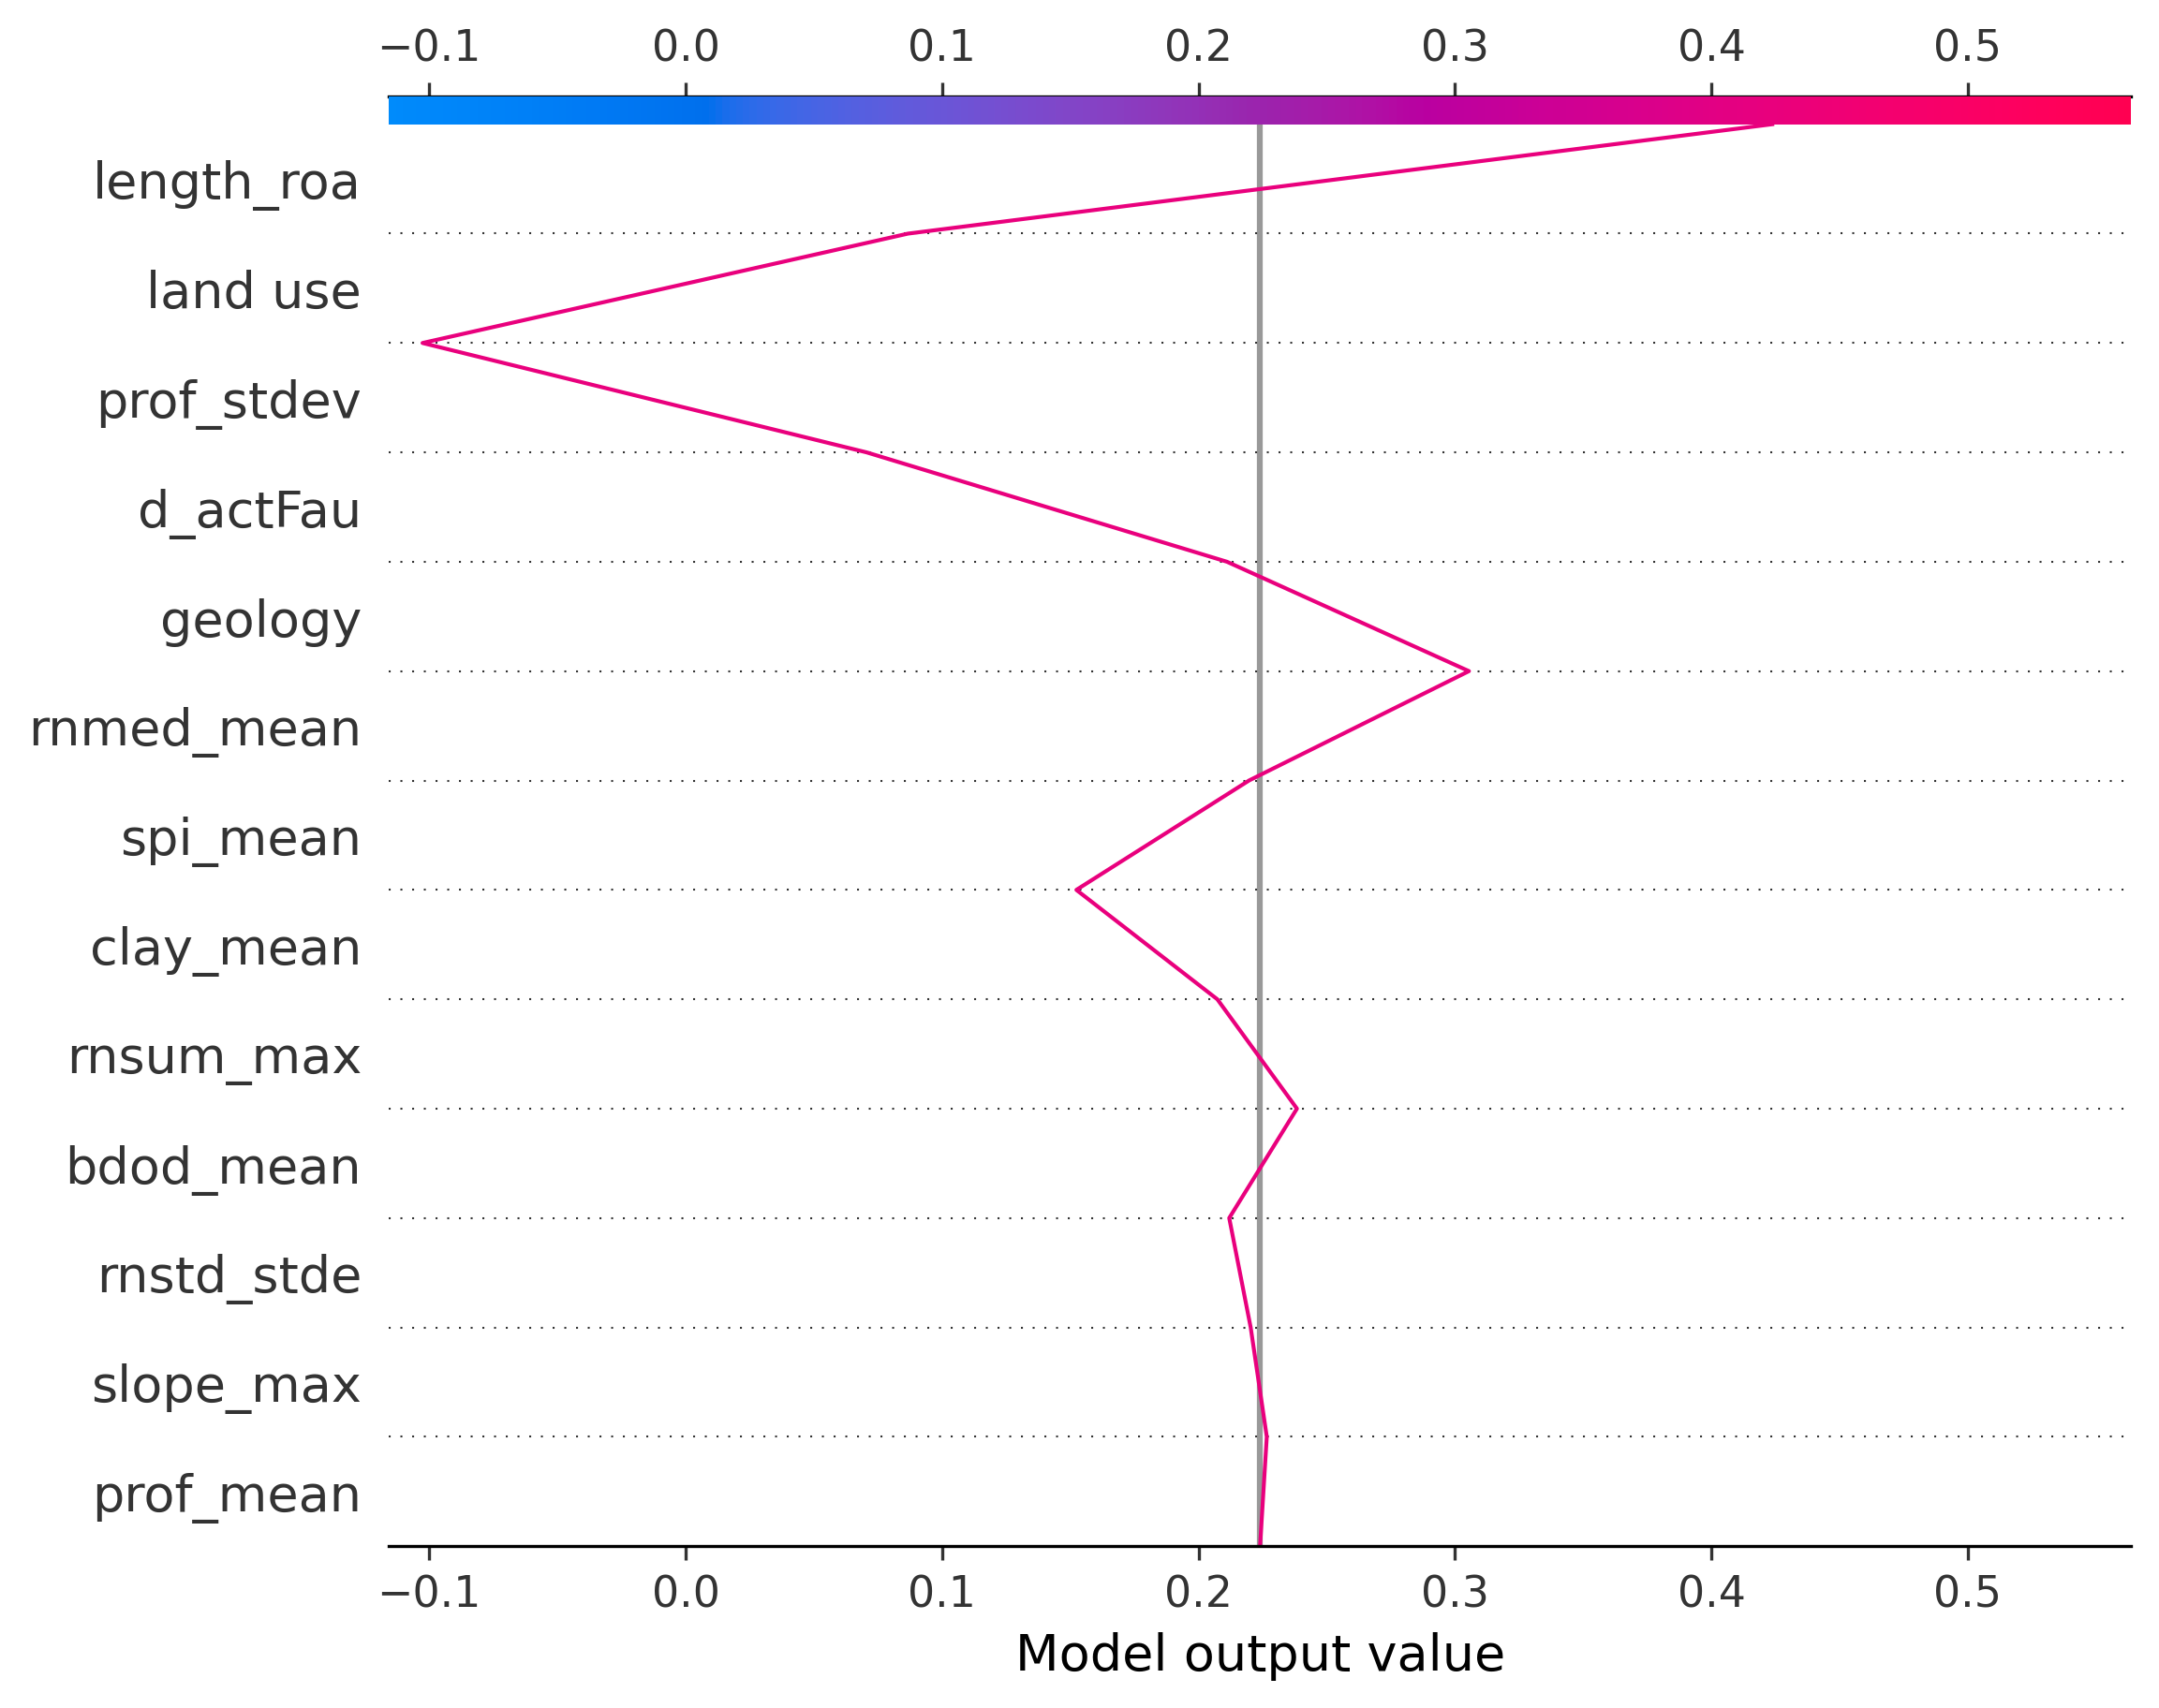 −0.1 0.0 0.1 0.2 0.3 0.4 0.5
length_roa
land use
prof_stdev
d_actFau
geology
rnmed_mean
spi_mean
clay_mean
rnsum_max
bdod_mean
rnstd_stde
slope_max
prof_mean
−0.1 0.0 0.1 0.2 0.3 0.4 0.5
Model output value